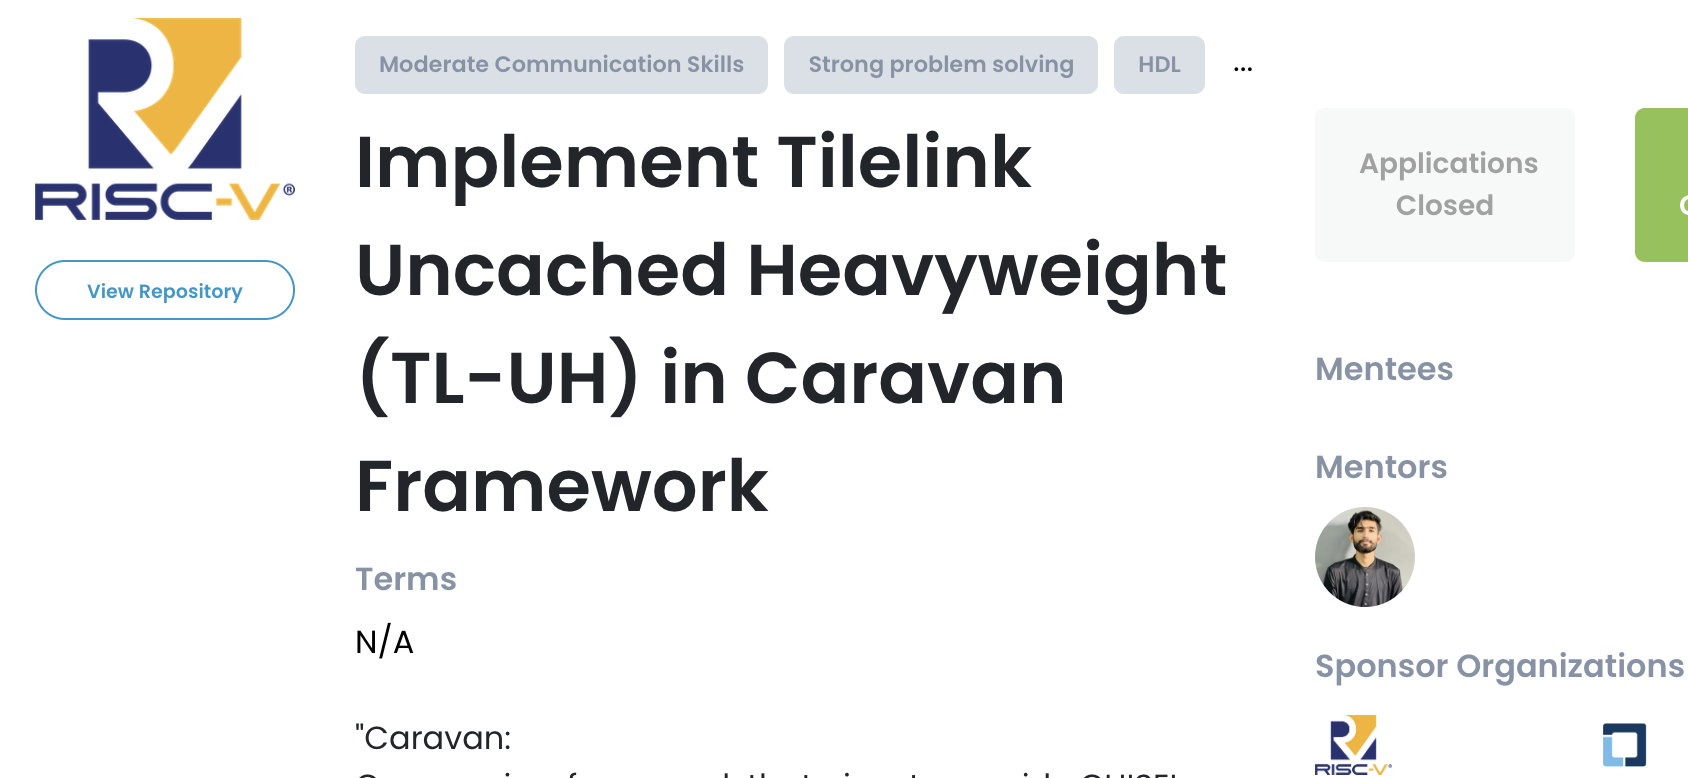 RISC-V®
View Repository
Moderate Communication Skills
Strong problem solving
HDL
...
Implement Tilelink
Uncached Heavyweight
(TL-UH) in Caravan
Framework
Terms
N/A
"Caravan:
Applications
Closed
Mentees
Mentors
Sponsor Organizations
RISC-V®